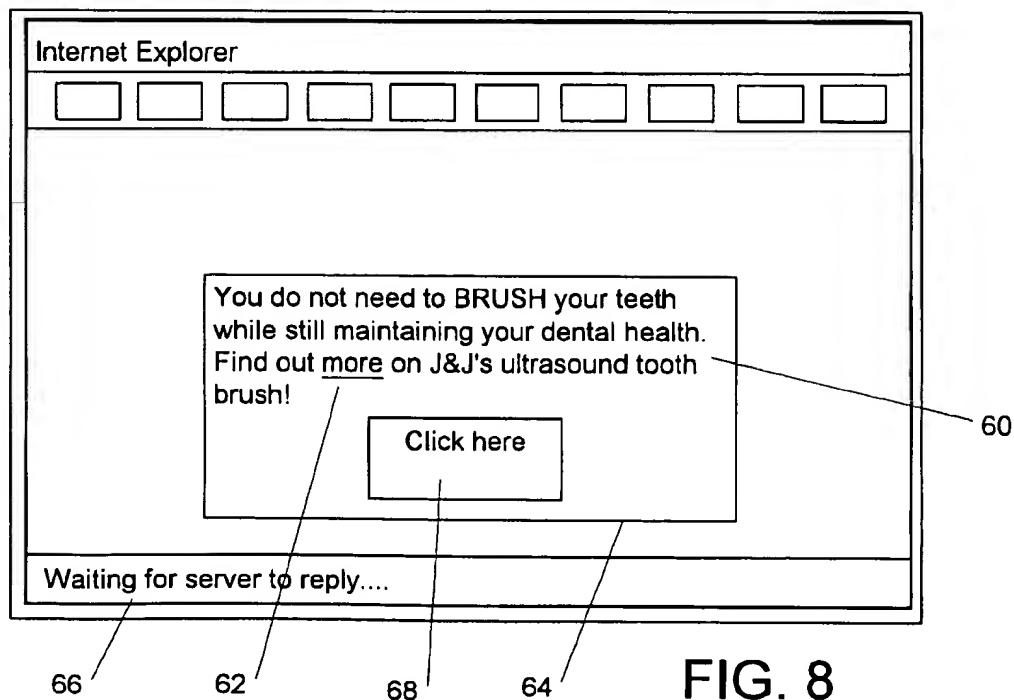 Internet Explorer
You do not need to BRUSH your teeth
while still maintaining your dental health.
Find out more on J&J's ultrasound tooth
brush!
60
Click here
Waiting for server to reply....
66
62
68
64
FIG. 8